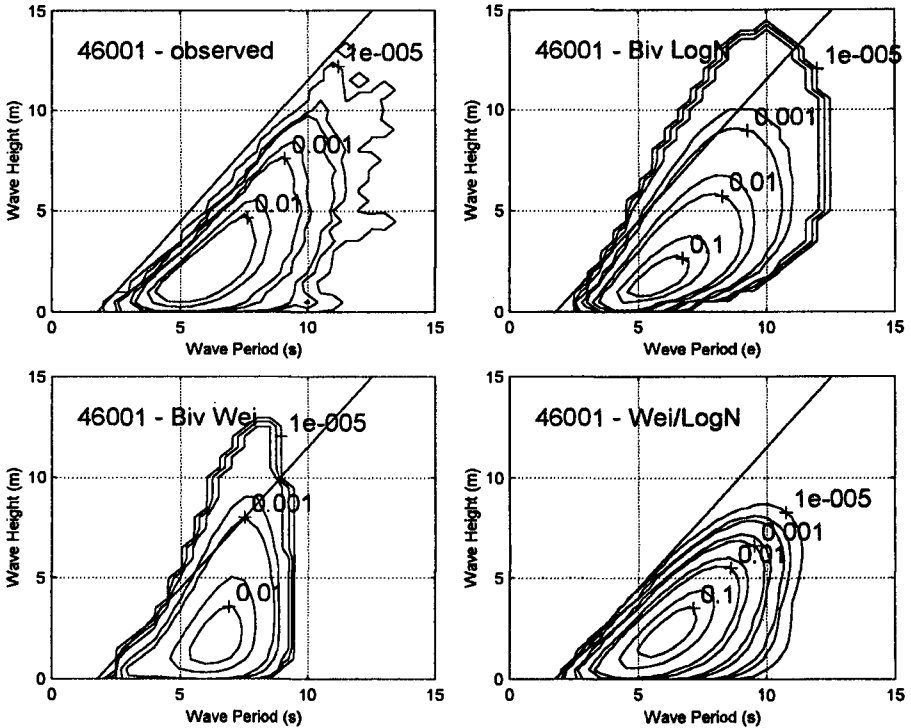 46001 - observed
1e-005
0.001
0.01
Wave Height (m)
15
10
5
0
0 5 10 15
Wave Period (s)
46001 - Biv LogN
1e-005
0.001
0.01
0.1
Wave Height (m)
15
10
5
0
0 5 10 15
Wave Period (e)
46001 - Biv Wei
1e-005
0.001
0.01
Wave Height (m)
15
10
5
0
0 5 10 15
Wave Period (s)
46001 - Wei/LogN
1e-005
0.001
0.01
0.1
Wave Height (m)
15
10
5
0
0 5 10 15
Wave Period (s)